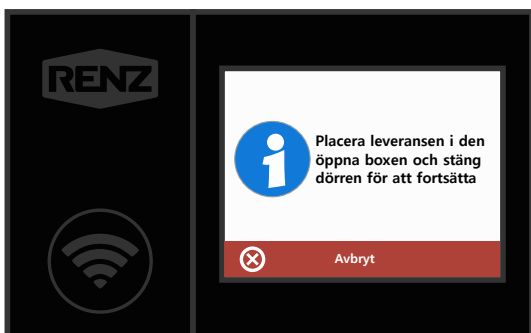 RENZ
Placera leveransen i den
öppna boxen och stäng
dörren för att fortsätta
Avbryt